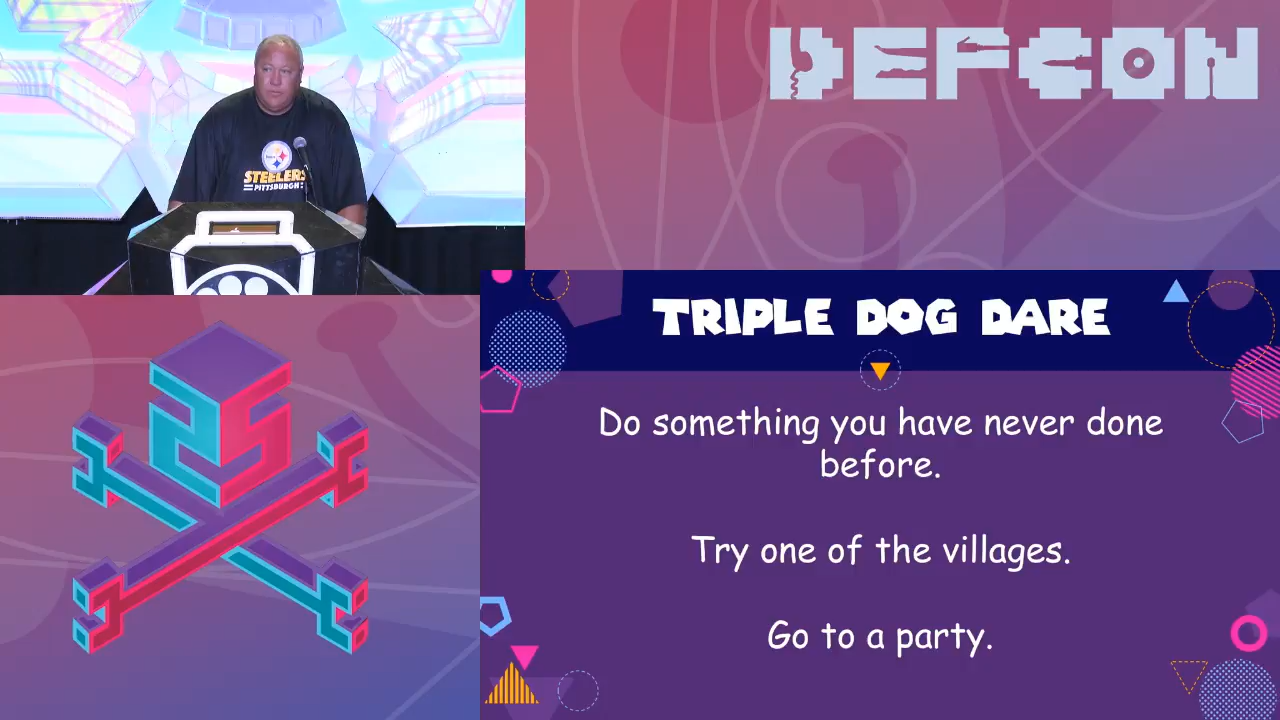 DEFCON
STEELERS
PITTSBURGH
25
TRIPLE DOG DARE
Do something you have never done
before.
Try one of the villages.
Go to a party.